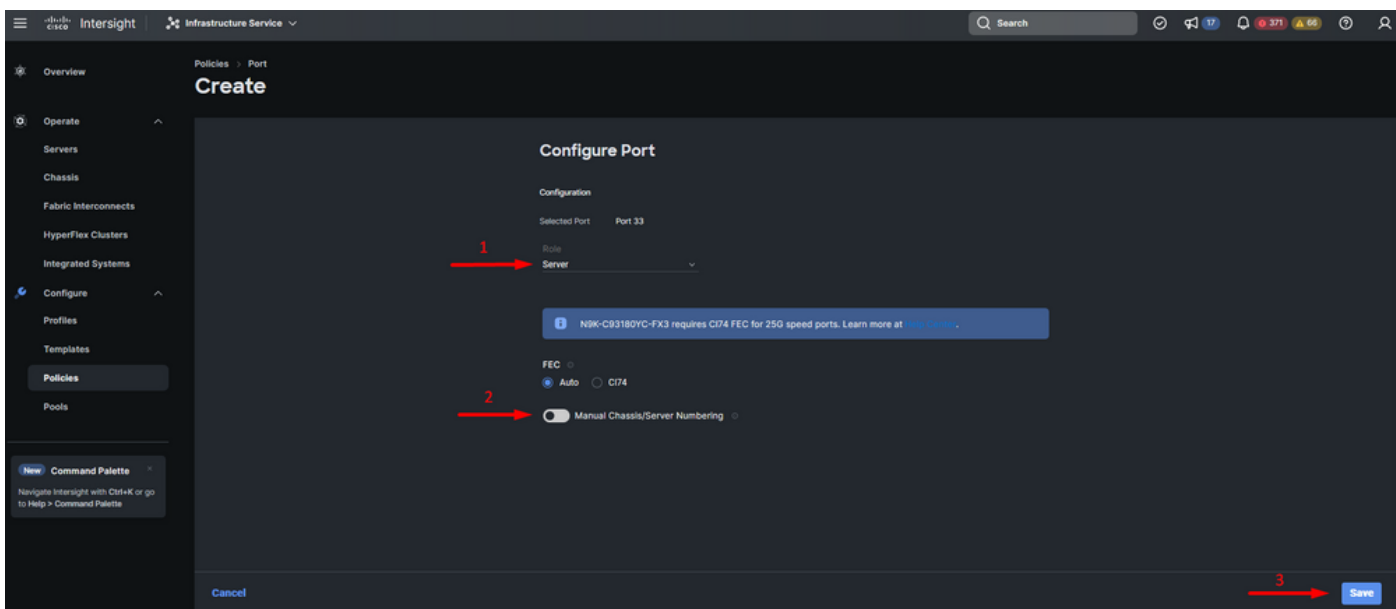 cisco Intersight
Infrastructure Service
Search
17
371
66
Overview
Operate
Servers
Chassis
Fabric Interconnects
HyperFlex Clusters
Integrated Systems
Configure
Profiles
Templates
Policies
Pools
New Command Palette
Navigate Intersight with Ctrl+K or go
to Help > Command Palette
Policies > Port
Create
Configure Port
Configuration
Selected Port Port 33
1
Role
Server
N9K-C93180YC-FX3 requires Cl74 FEC for 25G speed ports. Learn more at
FEC
Auto Cl74
2
Manual Chassis/Server Numbering
Cancel
3
Save